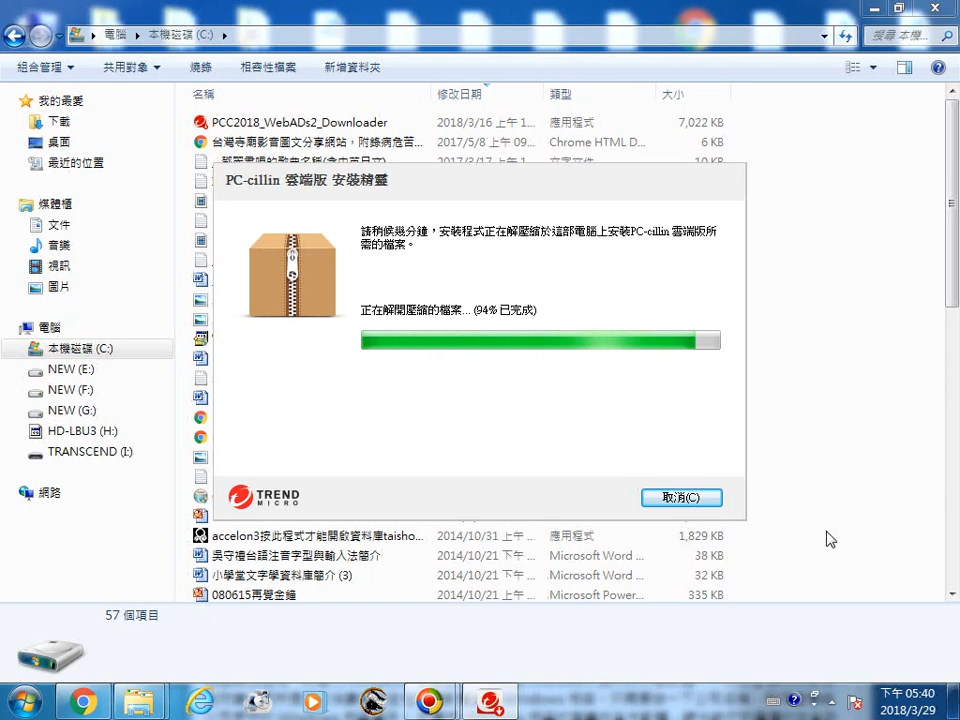 電腦 本機磁碟 (C:) 搜尋 本機...
組合管理 共用對象 燒錄 相容性檔案 新增資料夾
名稱 修改日期 類型 大小
我的最愛
下載
桌面
最近的位置
媒體櫃
文件
音樂
視訊
圖片
電腦
本機磁碟 (C:)
NEW (E:)
NEW (F:)
NEW (G:)
HD-LBU3 (H:)
TRANSCEND (I:)
網路
PCC2018_WebADs2_Downloader 2018/3/16 上午 1... 應用程式 7,022 KB
台灣寺廟影音圖文分享網站，附錄病危苦... 2017/5/8 上午 09... Chrome HTML D... 6 KB
2018/3/17 上午 1... 文字文件 10 KB
PC-cillin 雲端版 安裝精靈
請稍候幾分鐘，安裝程式正在解壓縮於這部電腦上安裝PC-cillin 雲端版所
需的檔案。
正在解開壓縮的檔案... (94% 已完成)
TREND
MICRO
取消(C)
accelon3按此程式才能開啟資料庫taisho... 2014/10/31 上午 ... 應用程式 1,829 KB
吳守禮台語注音字型與輸入法簡介 2014/10/21 下午 ... Microsoft Word ... 38 KB
小學堂文字學資料庫簡介 (3) 2014/10/21 下午 ... Microsoft Word ... 32 KB
080615再覺金鐘 2014/10/21 下午 ... Microsoft Power... 335 KB
57 個項目
下午 05:40
2018/3/29